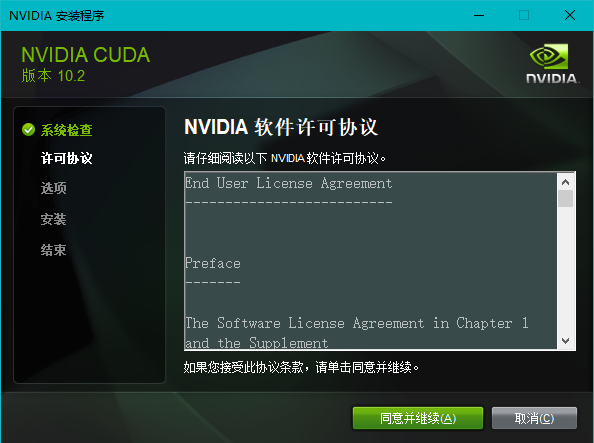 NVIDIA 安装程序
NVIDIA CUDA
版本 10.2
NVIDIA.
系统检查
许可协议
选项
安装
结束
NVIDIA 软件许可协议
请仔细阅读以下 NVIDIA 软件许可协议。
End User License Agreement
--------------------------
Preface
-------
The Software License Agreement in Chapter 1
and the Supplement
如果您接受此协议条款，请单击同意并继续。
同意并继续(A)
取消(C)